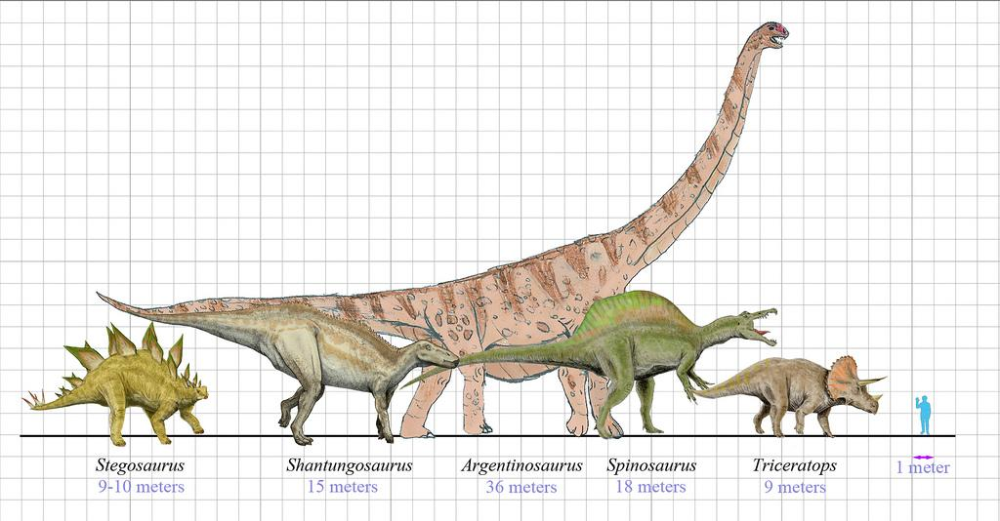 Stegosaurus
9-10 meters
Shantungosaurus
15 meters
Argentinosaurus
36 meters
Spinosaurus
18 meters
Triceratops
9 meters
1 meter